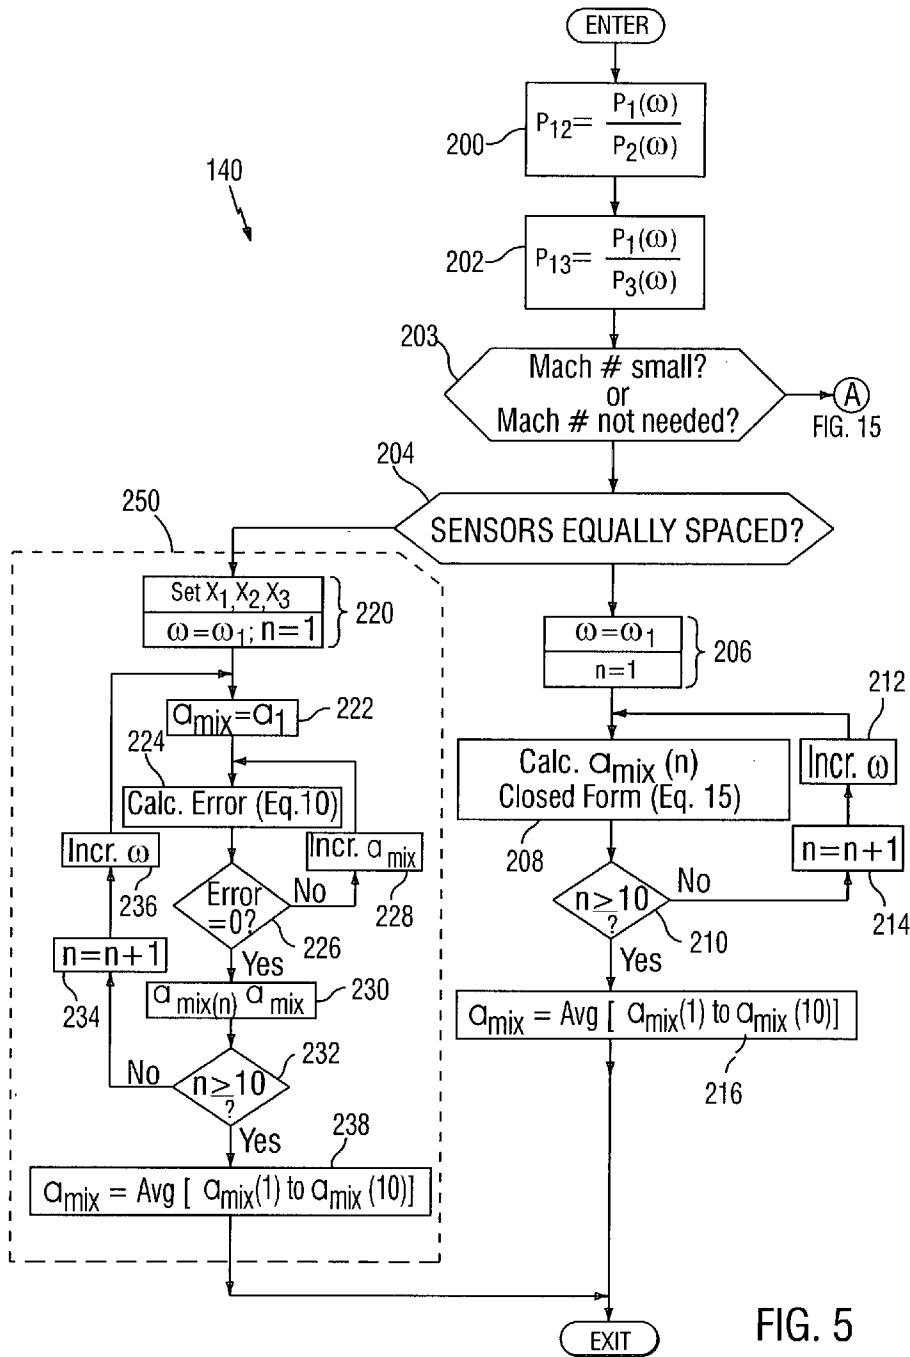 ENTER
200
P12= P1(ω)
P2(ω)
140
202
P13= P1(ω)
P3(ω)
203
Mach # small?
or
Mach # not needed?
A
FIG. 15
204
SENSORS EQUALLY SPACED?
250
Set X1,X2,X3
ω=ω1; n=1
220
ω=ω1
n=1
206
amix=a1
222
212
Incr. ω
224
Calc. Error (Eq.10)
Calc. amix (n)
Closed Form (Eq. 15)
208
Incr. ω
236
Incr. a mix
228
n=n+1
214
Error
=0?
No
226
Yes
n≥10
?
No
210
Yes
n=n+1
234
a mix(n) a mix
230
amix = Avg [ amix(1) to amix (10)]
216
No
n≥10
?
232
Yes
238
amix = Avg [ amix(1) to amix (10)]
EXIT
FIG. 5